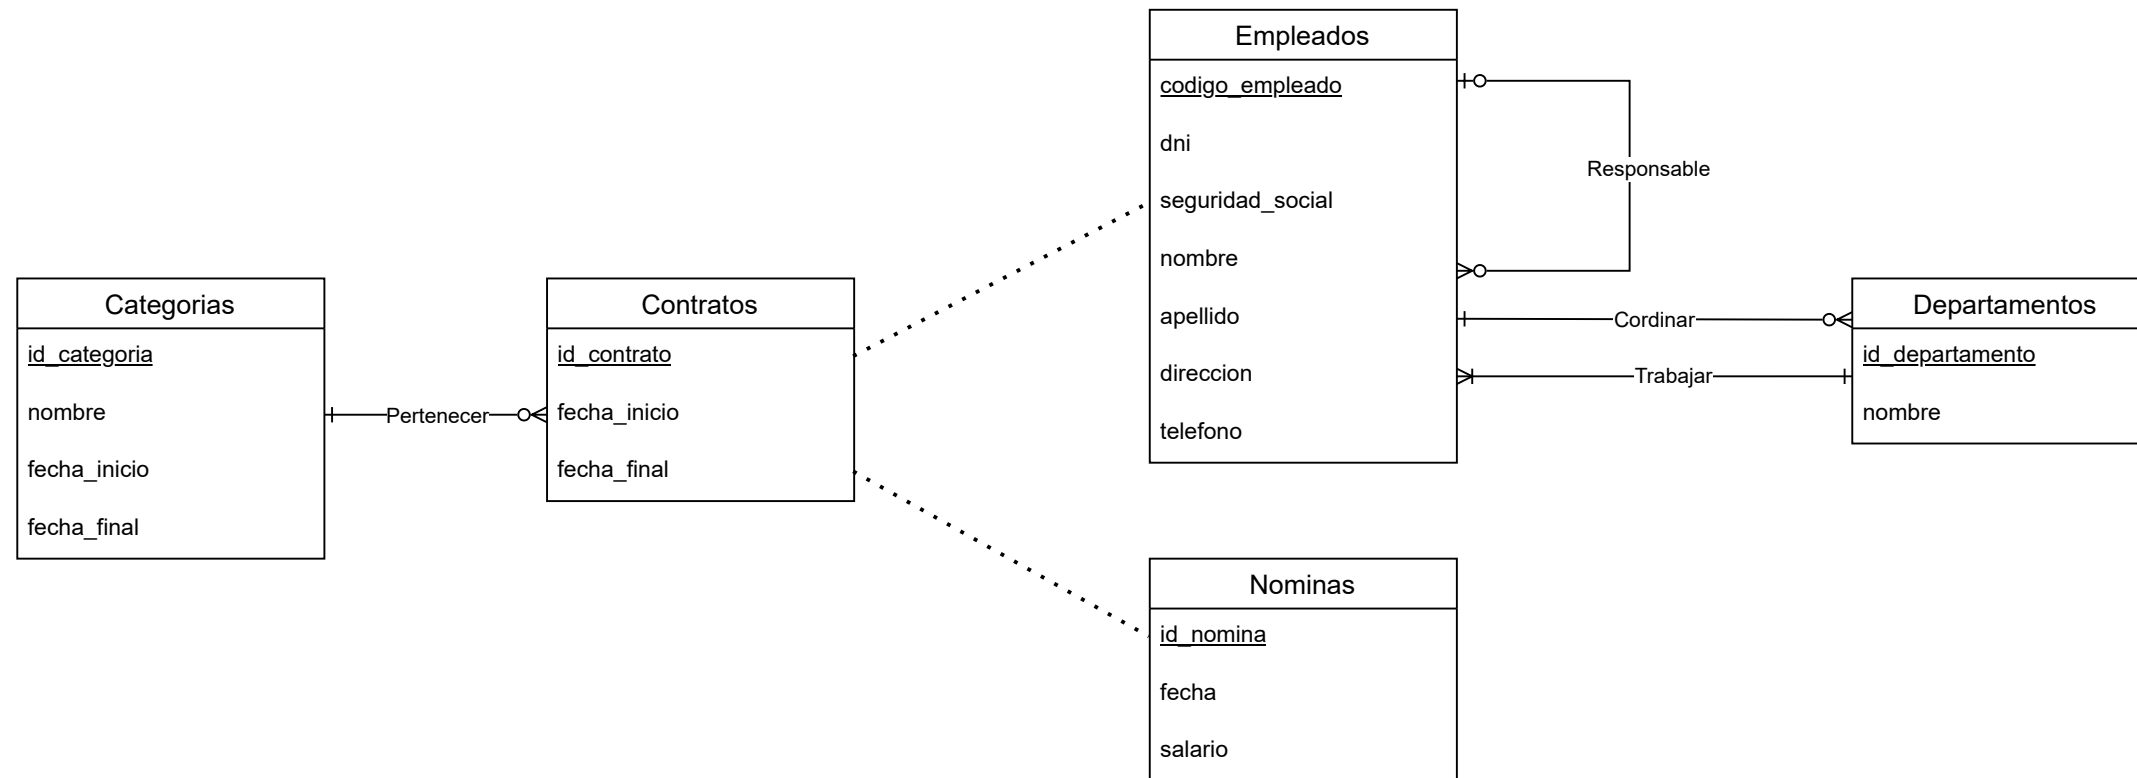 Empleados
codigo_empleado
dni
seguridad_social
nombre
apellido
direccion
telefono
Responsable
Cordinar
Trabajar
Categorias
id_categoria
nombre
fecha_inicio
fecha_final
Pertenecer
Contratos
id_contrato
fecha_inicio
fecha_final
Departamentos
id_departamento
nombre
Nominas
id_nomina
fecha
salario